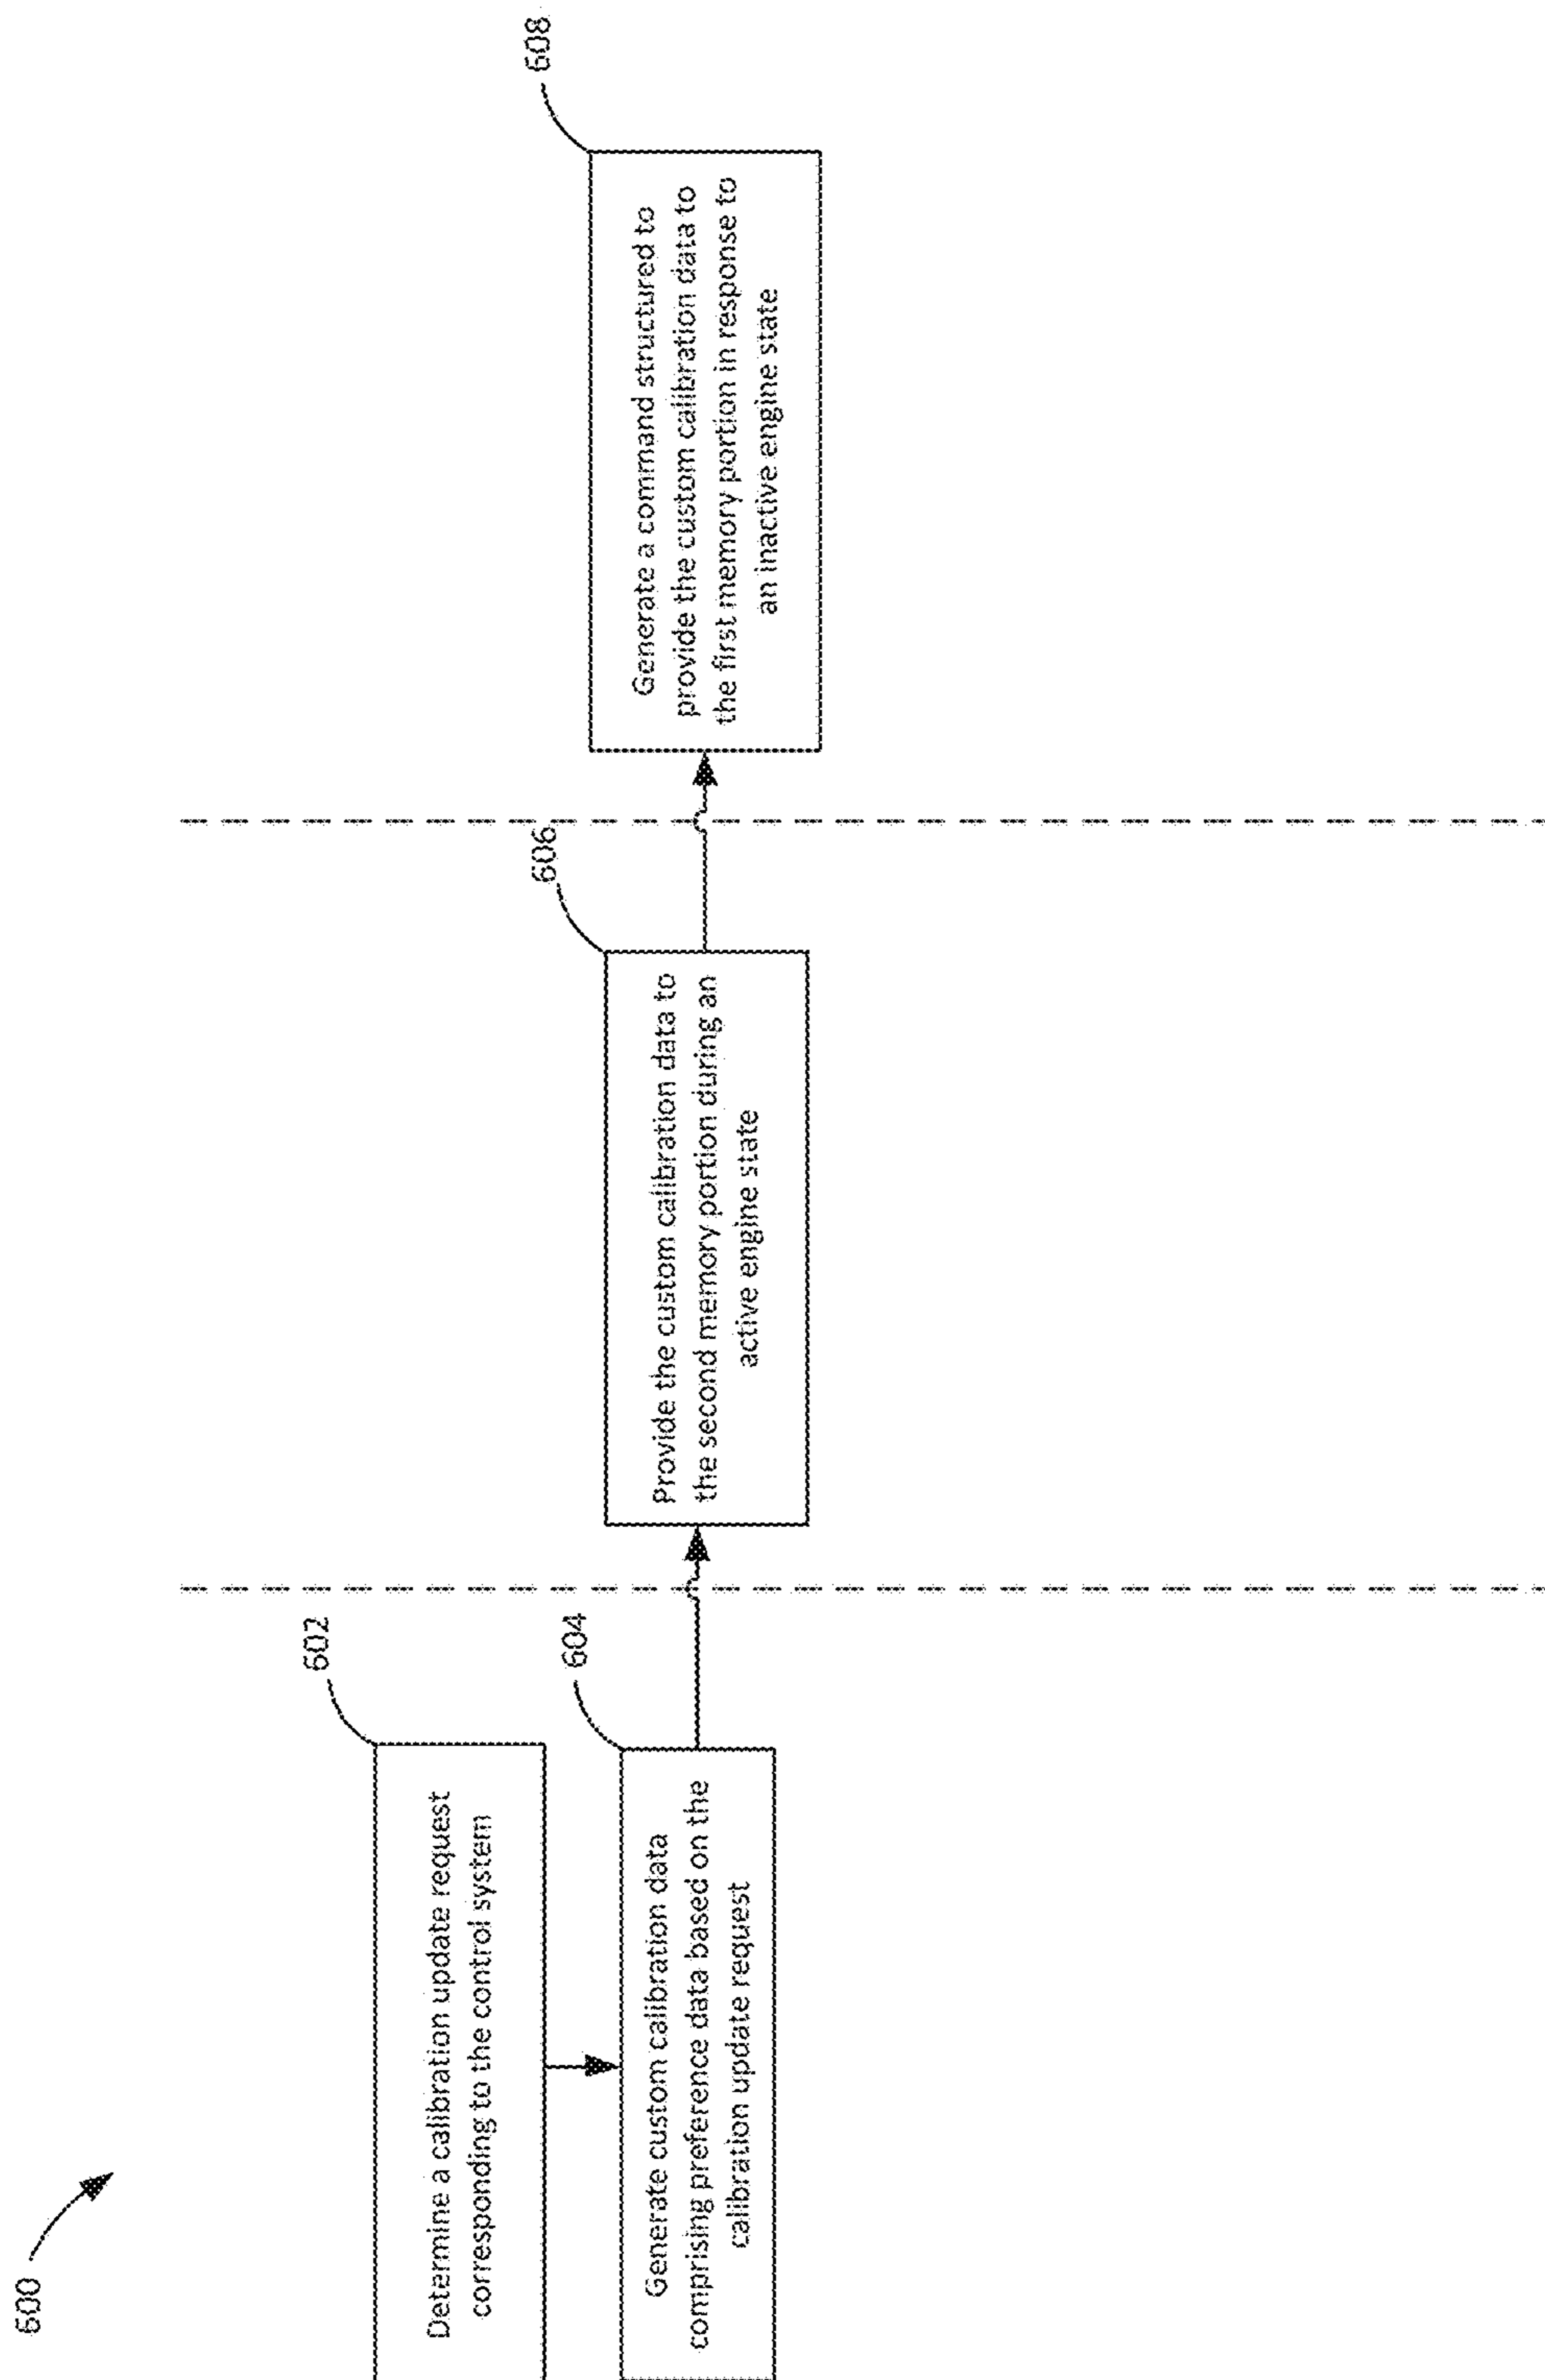 600
602
Determine a calibration update request
corresponding to the control system
604
Generate custom calibration data
comprising preference data based on the
calibration update request
606
Provide the custom calibration data to
the second memory portion during an
active engine state
608
Generate a command structured to
provide the custom calibration data to
the first memory portion in response to
an inactive engine state